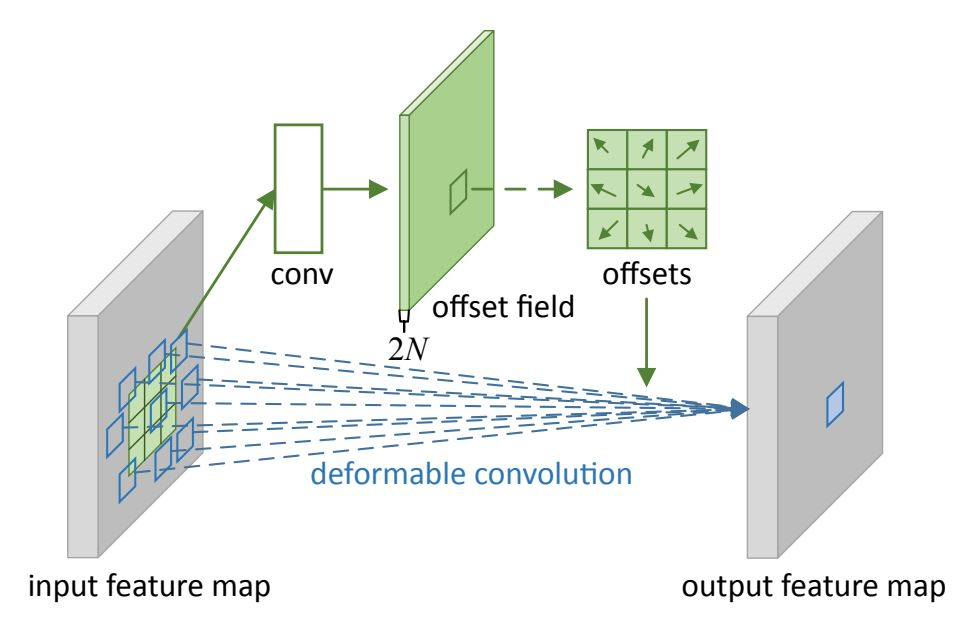 conv
offsets
offset field
2N
deformable convolution
input feature map
output feature map